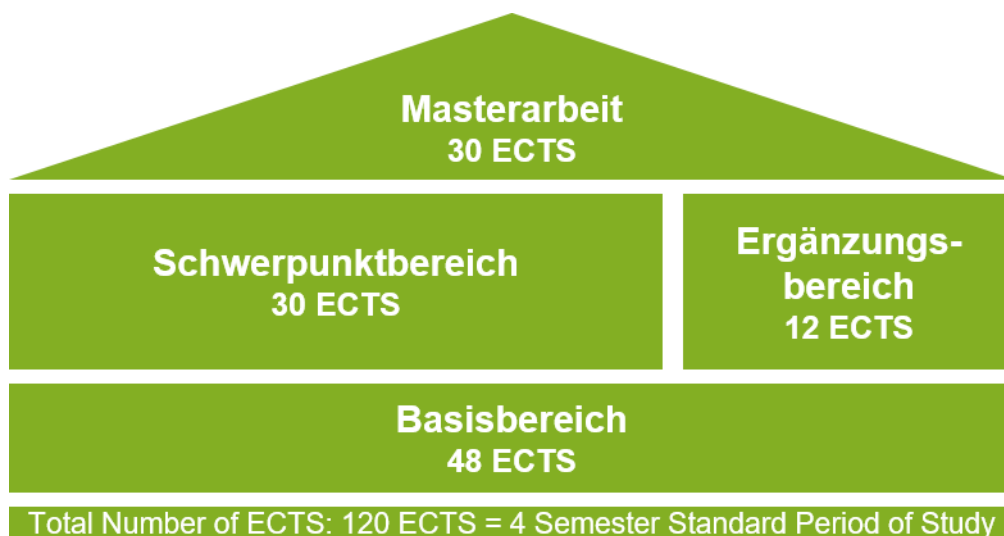 Masterarbeit
30 ECTS
Schwerpunktbereich
30 ECTS
Ergänzungs-
bereich
12 ECTS
Basisbereich
48 ECTS
Total Number of ECTS: 120 ECTS = 4 Semester Standard Period of Study